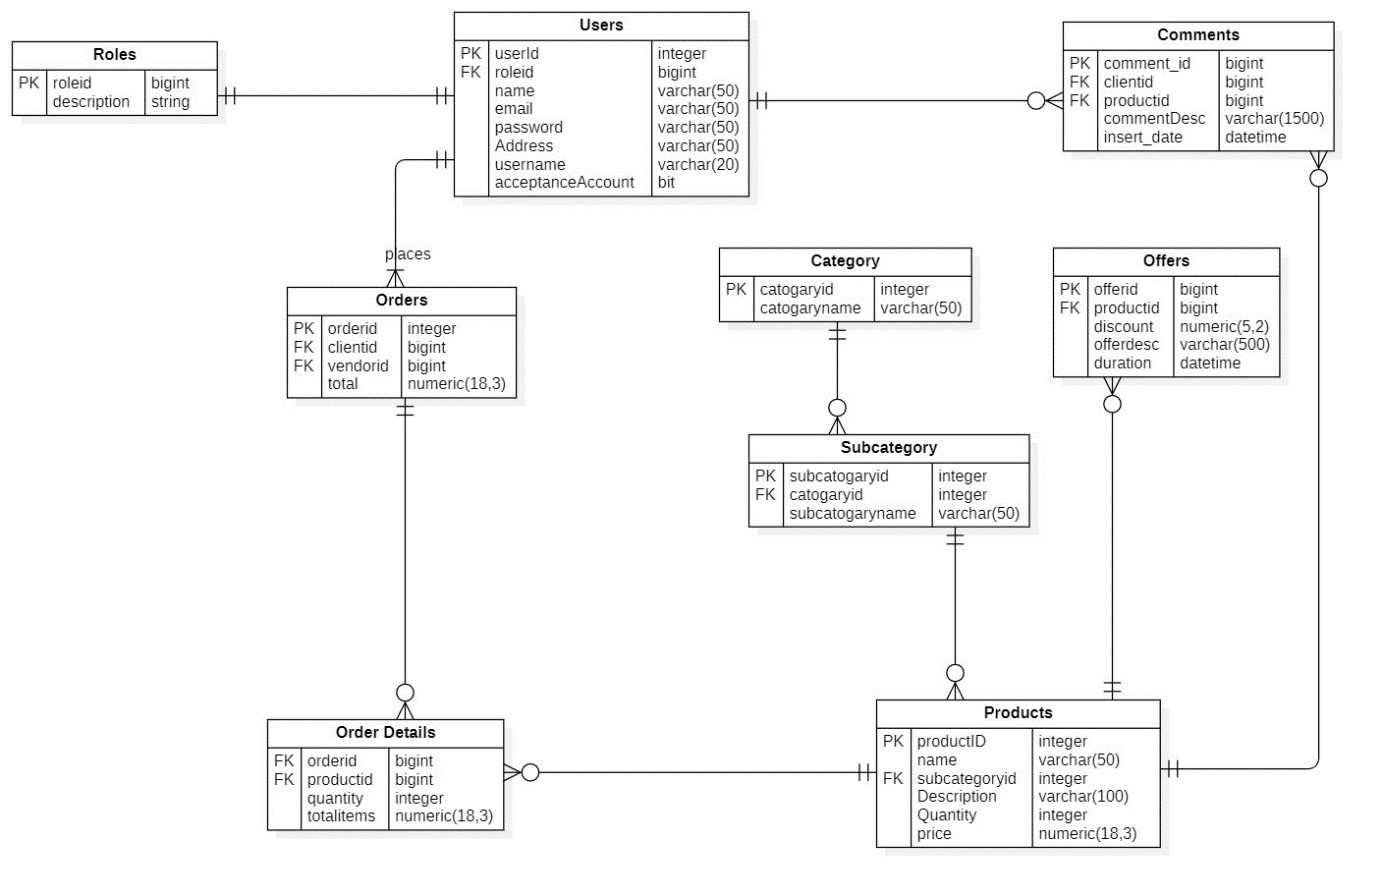 Roles
PK roleid bigint
description string
Users
PK userId integer
FK roleid bigint
name varchar(50)
email varchar(50)
password varchar(50)
Address varchar(50)
username varchar(20)
acceptanceAccount bit
Comments
PK comment_id bigint
FK clientid bigint
FK productid bigint
commentDesc varchar(1500)
insert_date datetime
places
Orders
PK orderid integer
FK clientid bigint
FK vendorid bigint
total numeric(18,3)
Category
PK catogaryid integer
catogaryname varchar(50)
Offers
PK offerid bigint
FK productid bigint
discount numeric(5,2)
offerdesc varchar(500)
duration datetime
Subcategory
PK subcatogaryid integer
FK catogaryid integer
subcatogaryname varchar(50)
Order Details
FK orderid bigint
FK productid bigint
quantity integer
totalitems numeric(18,3)
Products
PK productID integer
name varchar(50)
FK subcategoryid integer
Description varchar(100)
Quantity integer
price numeric(18,3)